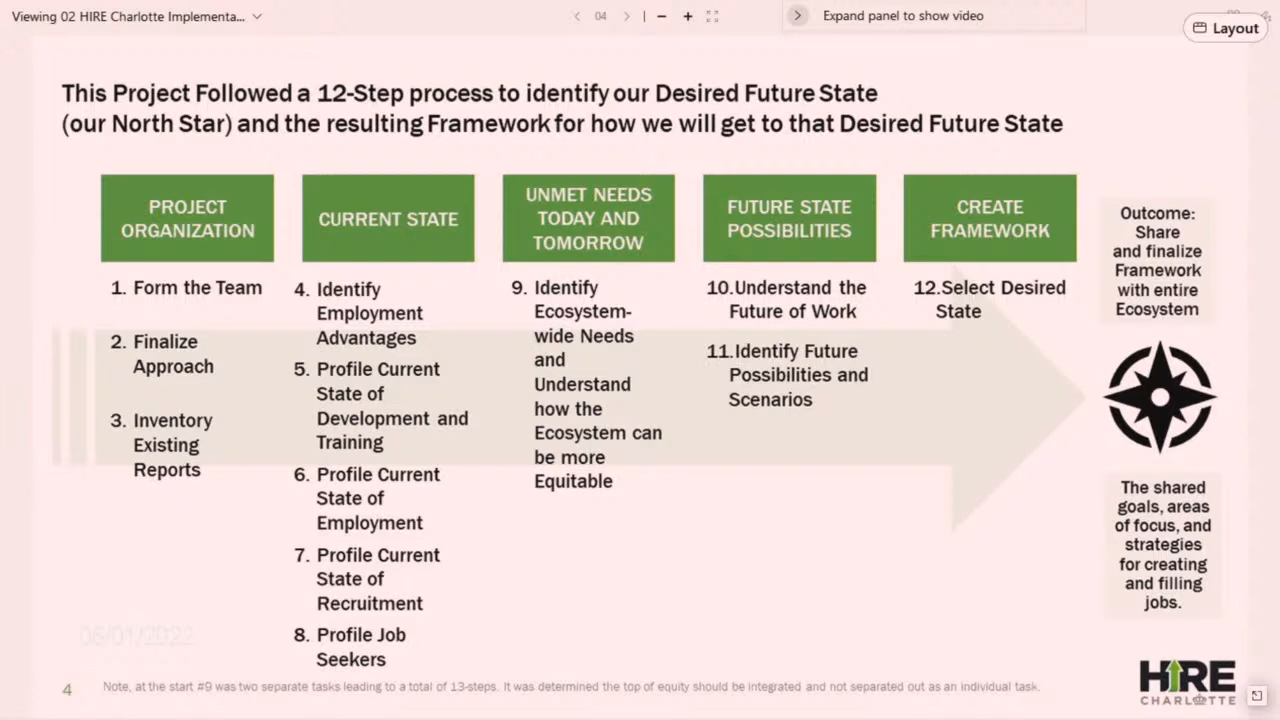 Viewing 02 HIRE Charlotte Implementa...
04
Expand panel to show video
Layout
This Project Followed a 12-Step process to identify our Desired Future State
(our North Star) and the resulting Framework for how we will get to that Desired Future State
PROJECT
ORGANIZATION
1. Form the Team
2. Finalize
Approach
3. Inventory
Existing
Reports
CURRENT STATE
4. Identify
Employment
Advantages
5. Profile Current
State of
Development and
Training
6. Profile Current
State of
Employment
7. Profile Current
State of
Recruitment
8. Profile Job
Seekers
UNMET NEEDS
TODAY AND
TOMORROW
9. Identify
Ecosystem-
wide Needs
and
Understand
how the
Ecosystem can
be more
Equitable
FUTURE STATE
POSSIBILITIES
10.Understand the
Future of Work
11.Identify Future
Possibilities and
Scenarios
CREATE
FRAMEWORK
12.Select Desired
State
Outcome:
Share
and finalize
Framework
with entire
Ecosystem
The shared
goals, areas
of focus, and
strategies
for creating
and filling
jobs.
06/01/2022
4
Note, at the start #9 was two separate tasks leading to a total of 13-steps. It was determined the top of equity should be integrated and not separated out as an individual task.
HIRE
CHARLOTTE